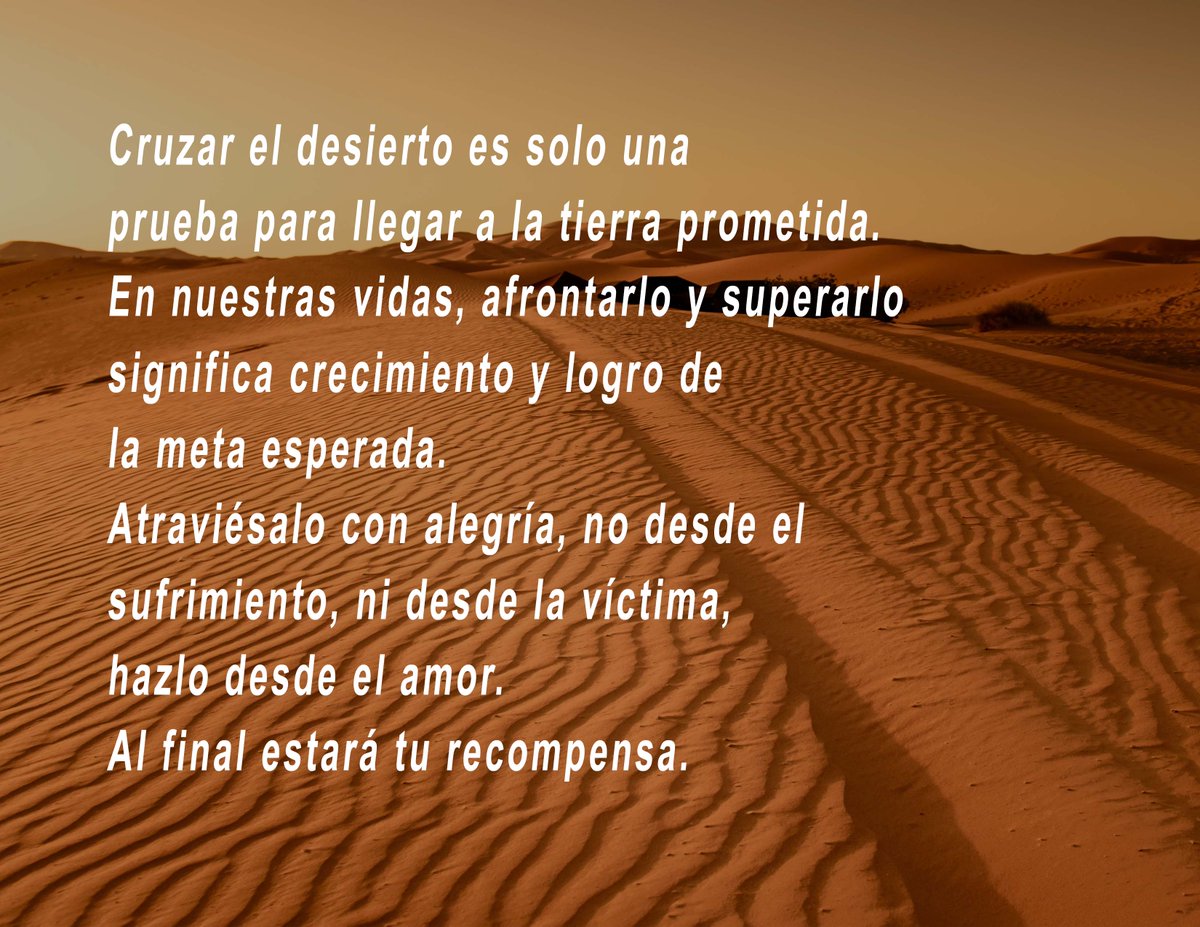 Cruzar el desierto es solo una
prueba para llegar a la tierra prometida.
En nuestras vidas, afrontarlo y superarlo
significa crecimiento y logro de
la meta esperada.
Atraviésalo con alegría, no desde el
sufrimiento, ni desde la víctima,
hazlo desde el amor.
Al final estará tu recompensa.